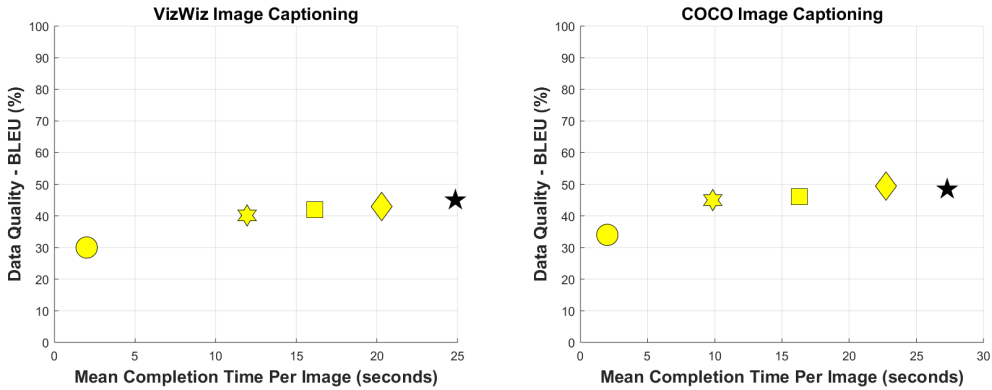 VizWiz Image Captioning
Data Quality - BLEU (%)
100
90
80
70
60
50
40
30
20
10
0
0 5 10 15 20 25
Mean Completion Time Per Image (seconds)
COCO Image Captioning
Data Quality - BLEU (%)
100
90
80
70
60
50
40
30
20
10
0
0 5 10 15 20 25 30
Mean Completion Time Per Image (seconds)